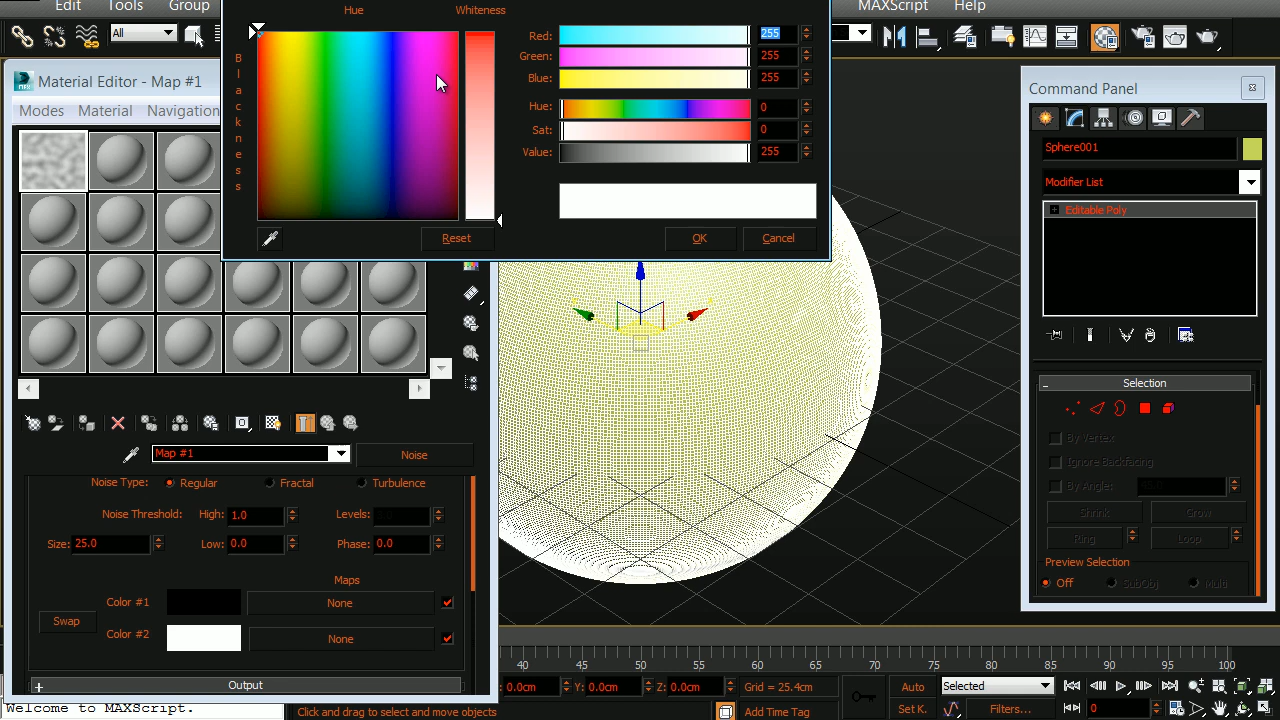 Edit Tools Group MAXScript Help
Hue Whiteness
Blackness
Red: 255
Green: 255
Blue: 255
Hue: 0
Sat: 0
Value: 255
Reset OK Cancel
All
Material Editor - Map #1
Modes Material Navigation
Map #1 Noise
Noise Type: Regular Fractal Turbulence
Noise Threshold: High: 1.0 Levels:
Size: 25.0 Low: 0.0 Phase: 0.0
Maps
Color #1 None
Swap
Color #2 None
+ Output
Command Panel
Sphere001
Modifier List
Editable Poly
- Selection
By Vertex
Ignore Backfacing
By Angle:
Shrink Grow
Ring Loop
Preview Selection
Off SubObj Multi
40 45 50 55 60 65 70 75 80 85 90 95 100
0.0cm Y: 0.0cm Z: 0.0cm Grid = 25.4cm Auto Selected
Welcome to MAXScript. Click and drag to select and move objects Add Time Tag Set K. Filters... 0